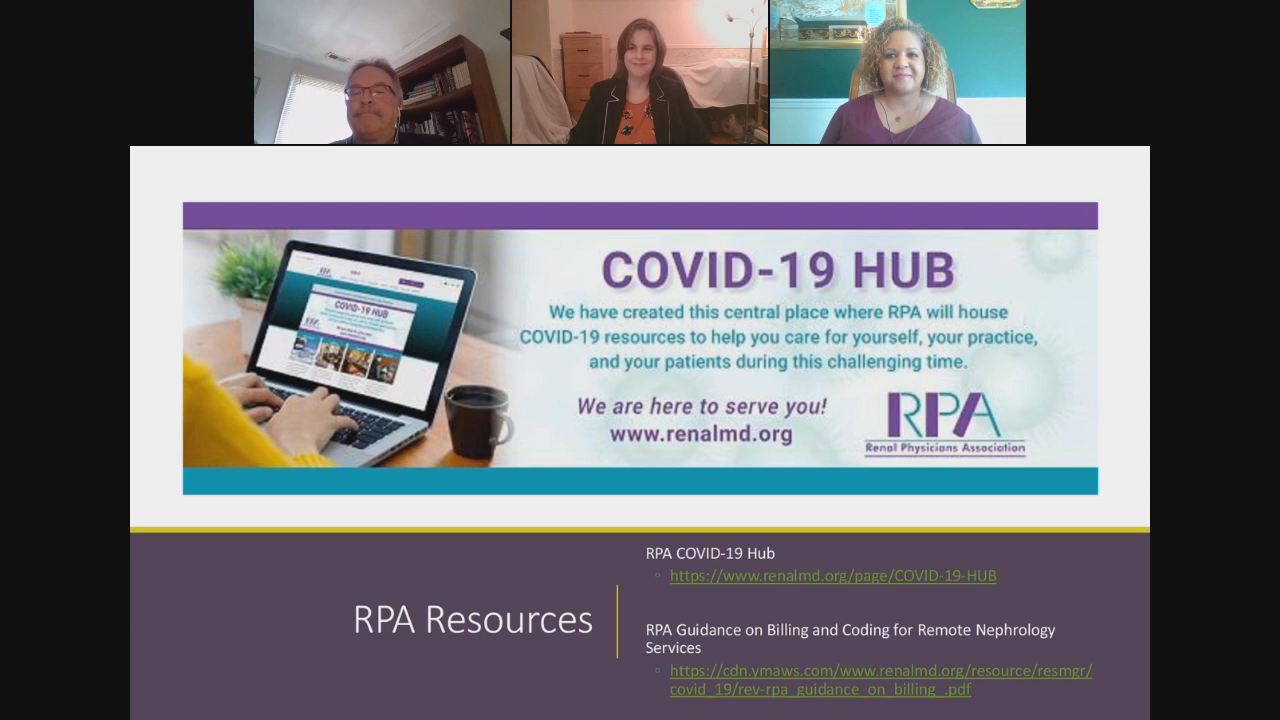 COVID-19 HUB
We have created this central place where RPA will house
COVID-19 resources to help you care for yourself, your practice,
and your patients during this challenging time.
We are here to serve you!
www.renalmd.org
RPA
Renal Physicians Association
COVID-19 HUB
RPA Resources
RPA COVID-19 Hub
https://www.renalmd.org/page/COVID-19-HUB
RPA Guidance on Billing and Coding for Remote Nephrology
Services
https://cdn.ymaws.com/www.renalmd.org/resource/resmgr/
covid_19/rev-rpa_guidance_on_billing_.pdf